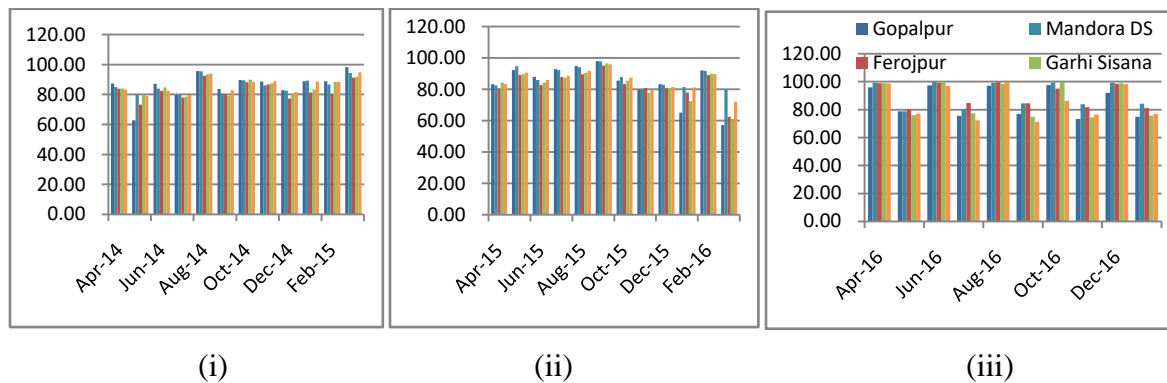 120.00
100.00
80.00
60.00
40.00
20.00
0.00
Apr-14
Jun-14
Aug-14
Oct-14
Dec-14
Feb-15
(i)
120.00
100.00
80.00
60.00
40.00
20.00
0.00
Apr-15
Jun-15
Aug-15
Oct-15
Dec-15
Feb-16
(ii)
Gopalpur Mandora DS
Ferojpur Garhi Sisana
120.00
100.00
80.00
60.00
40.00
20.00
0.00
Apr-16
Jun-16
Aug-16
Oct-16
Dec-16
(iii)